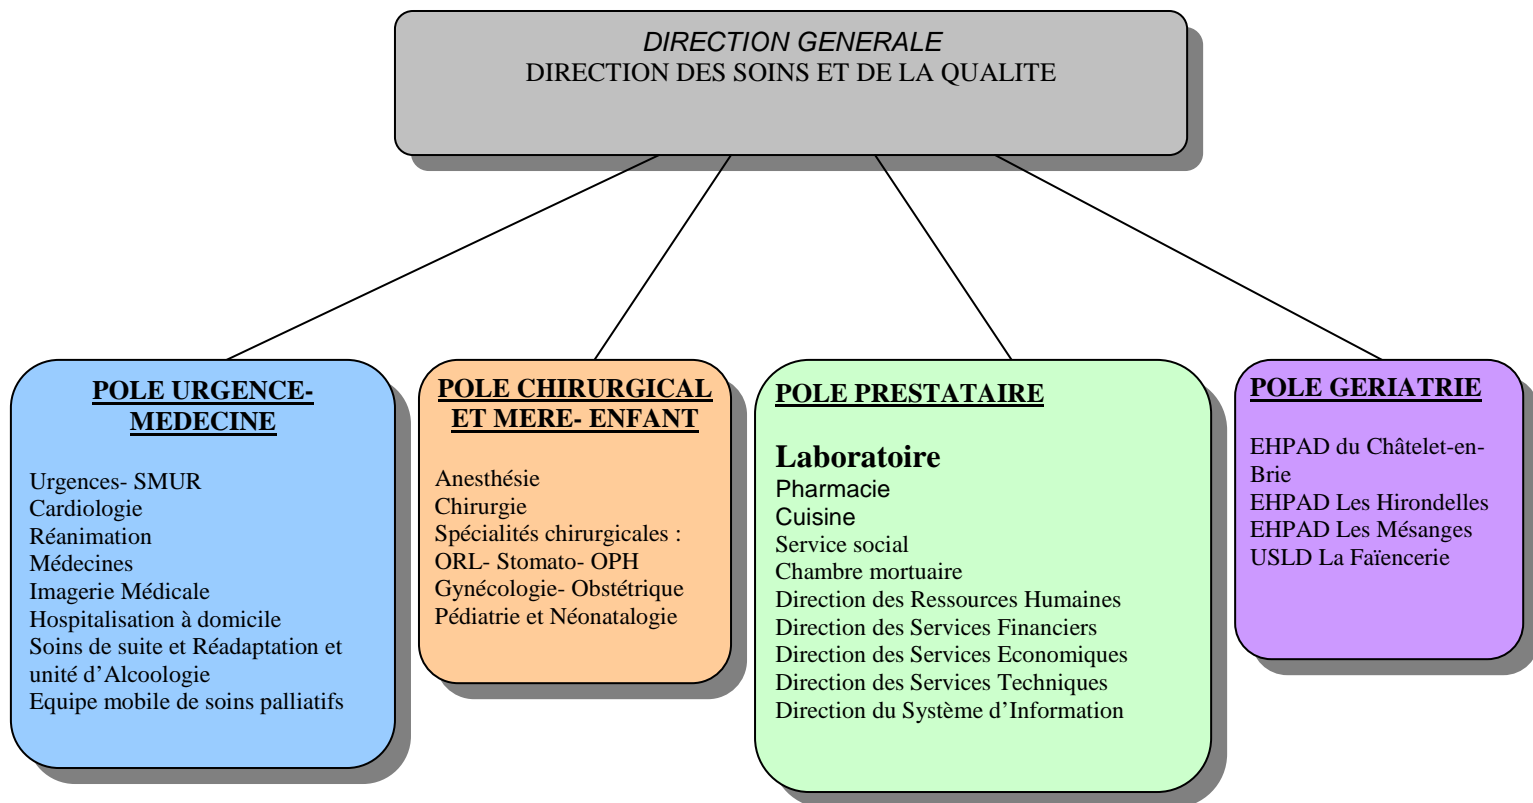 DIRECTION GENERALE
DIRECTION DES SOINS ET DE LA QUALITE
POLE URGENCE-
MEDECINE
Urgences- SMUR
Cardiologie
Réanimation
Médecines
Imagerie Médicale
Hospitalisation à domicile
Soins de suite et Réadaptation et
unité d’Alcoologie
Equipe mobile de soins palliatifs
POLE CHIRURGICAL
ET MERE- ENFANT
Anesthésie
Chirurgie
Spécialités chirurgicales :
ORL- Stomato- OPH
Gynécologie- Obstétrique
Pédiatrie et Néonatalogie
POLE PRESTATAIRE
Laboratoire
Pharmacie
Cuisine
Service social
Chambre mortuaire
Direction des Ressources Humaines
Direction des Services Financiers
Direction des Services Economiques
Direction des Services Techniques
Direction du Système d’Information
POLE GERIATRIE
EHPAD du Châtelet-en-
Brie
EHPAD Les Hirondelles
EHPAD Les Mésanges
USLD La Faïencerie